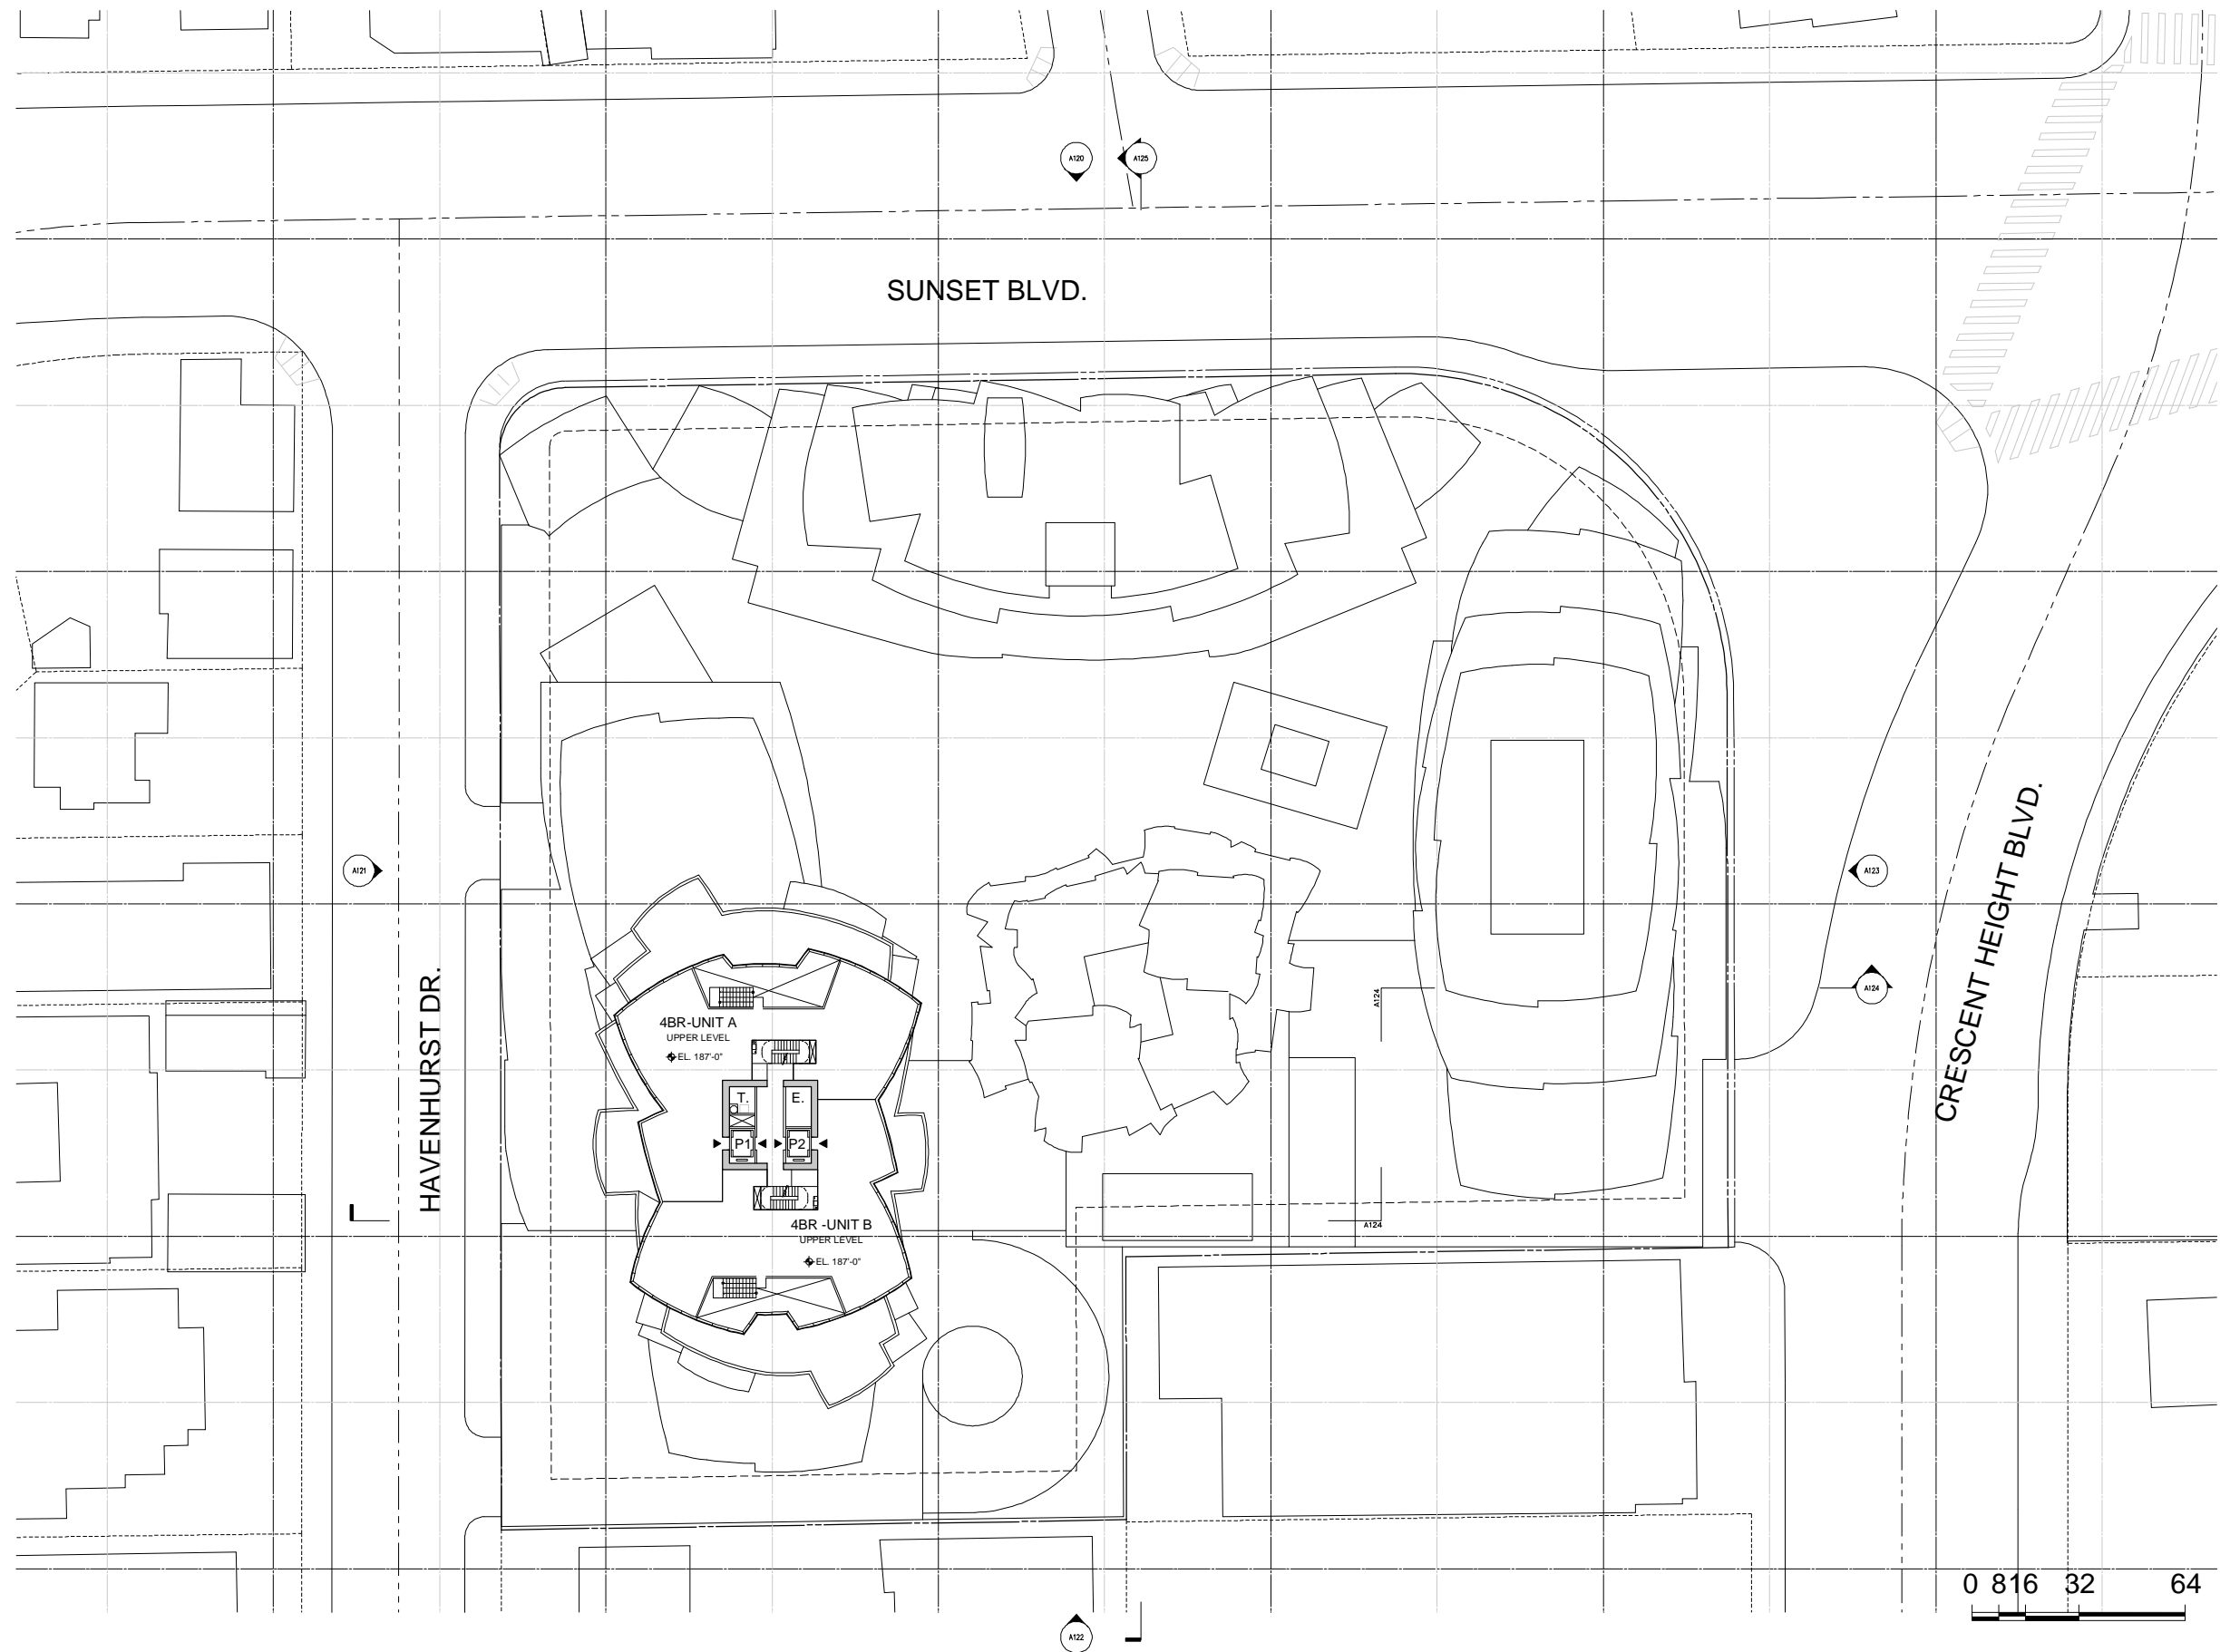 A120
A125
SUNSET BLVD.
A121
A123
CRESCENT HEIGHT BLVD.
HAVENHURST DR.
A124
A124
4BR-UNIT A
UPPER LEVEL
EL. 187'-0"
T.
E.
P1
P2
4BR -UNIT B
UPPER LEVEL
EL. 187'-0"
A124
0 8 16 32 64
A122